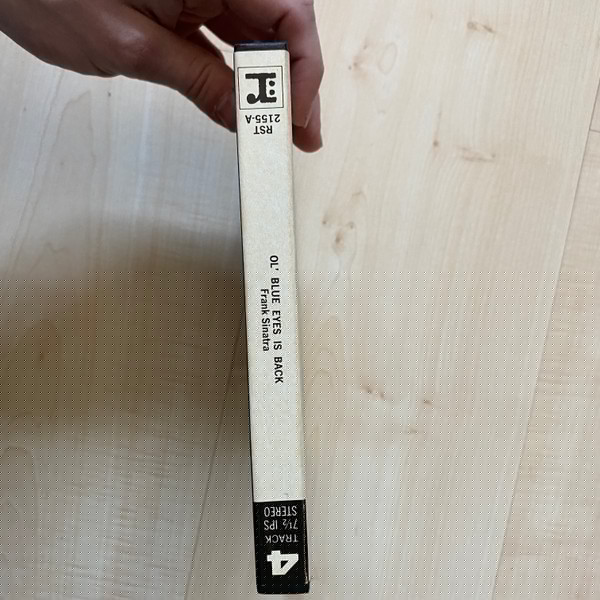 r:
RST
2155-A
OL' BLUE EYES IS BACK
Frank Sinatra
4
TRACK
7½ IPS
STEREO